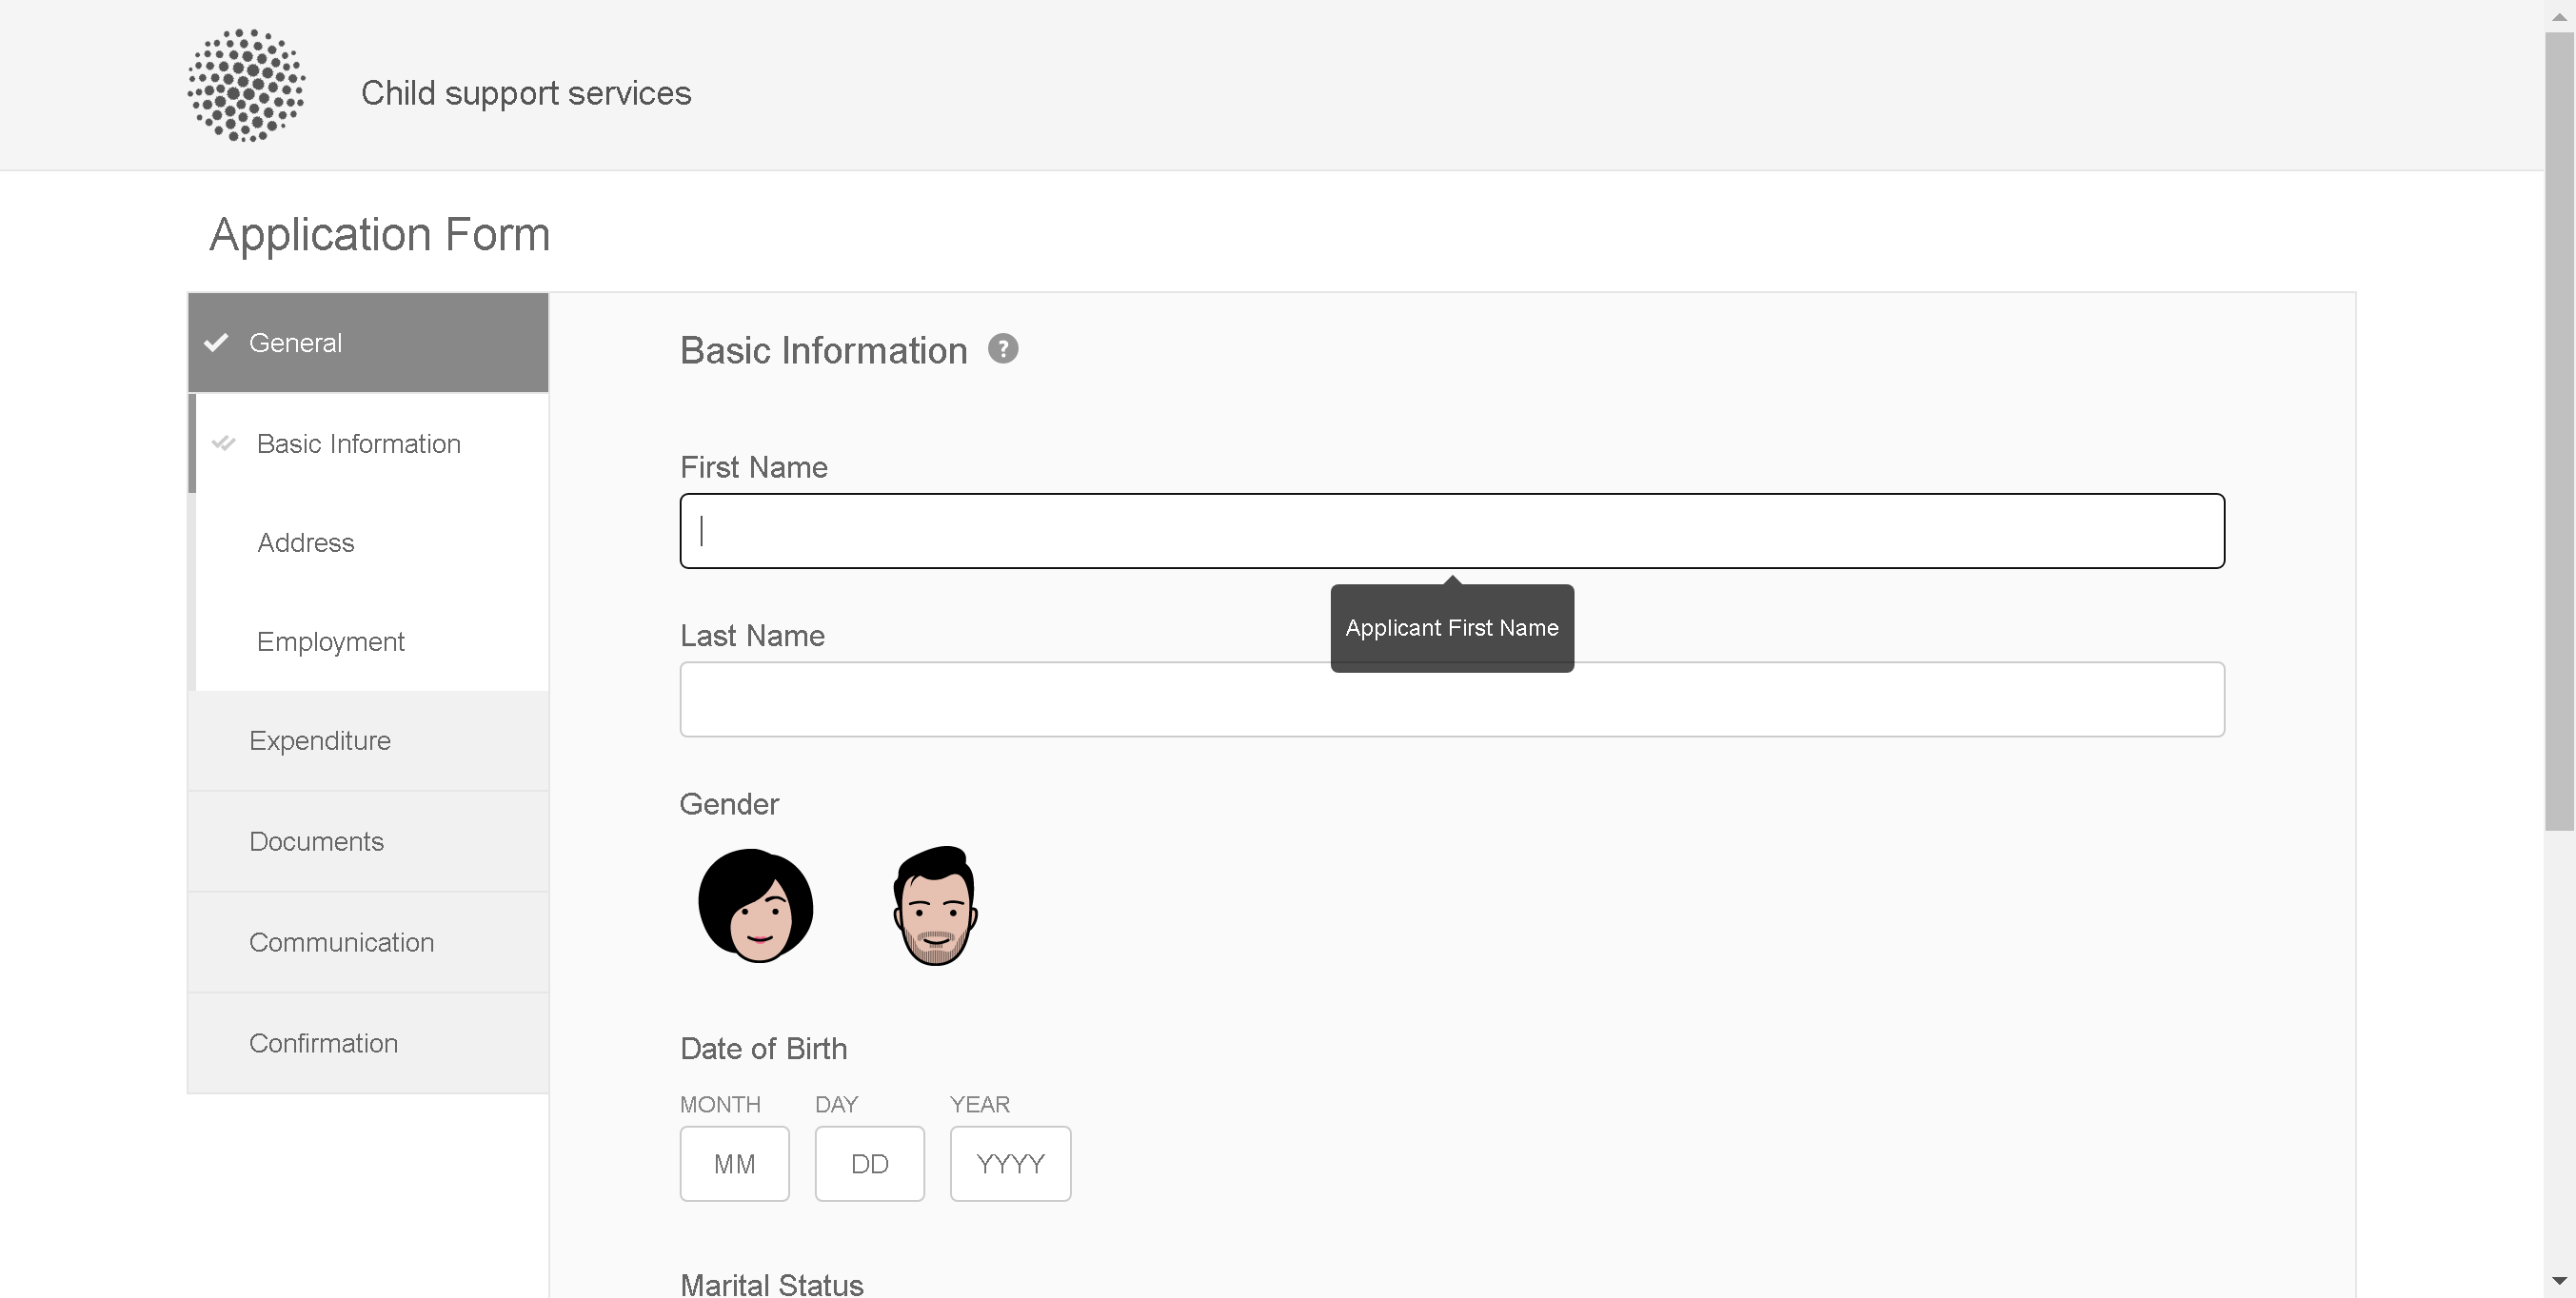 Child support services
Application Form
General
Basic Information
Address
Employment
Expenditure
Documents
Communication
Confirmation
Basic Information ?
First Name
Applicant First Name
Last Name
Gender
Date of Birth
MONTH DAY YEAR
MM DD YYYY
Marital Status